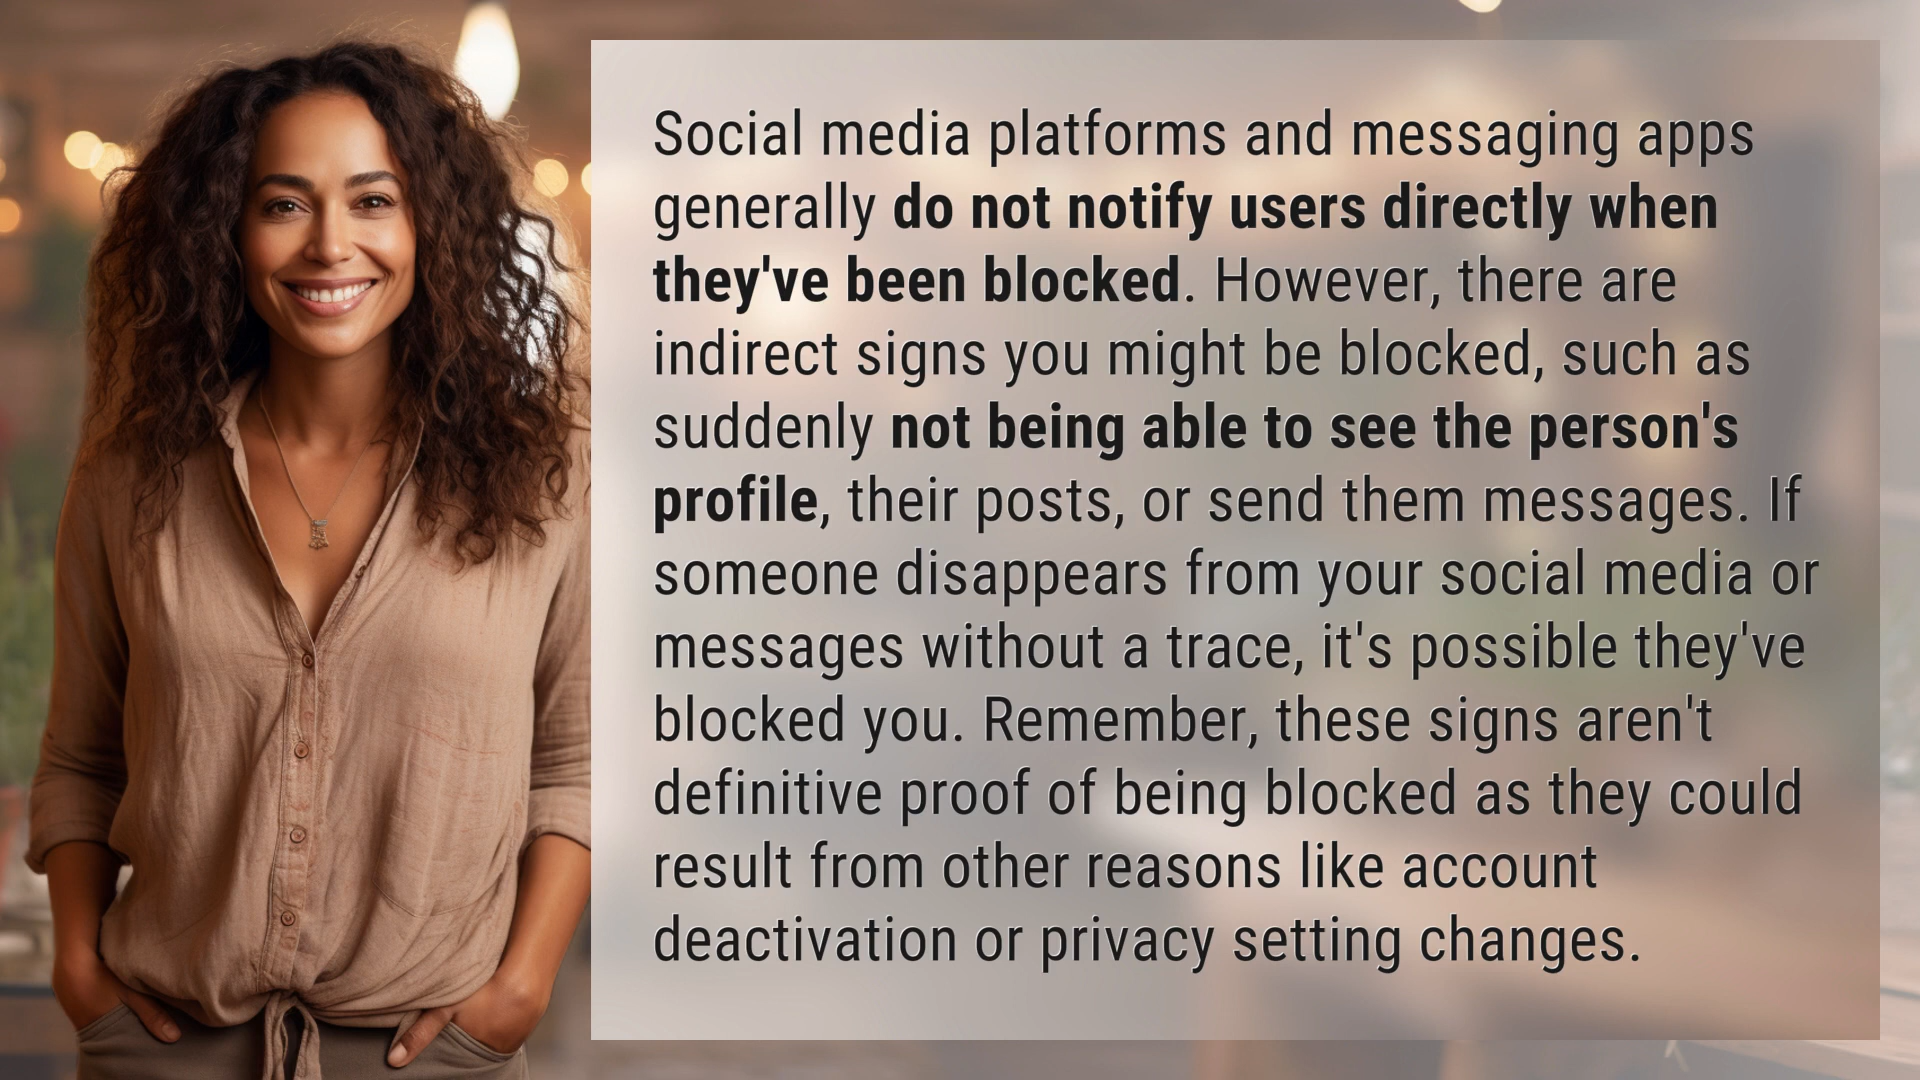 Social media platforms and messaging apps
generally do not notify users directly when
they've been blocked. However, there are
indirect signs you might be blocked, such as
suddenly not being able to see the person's
profile, their posts, or send them messages. If
someone disappears from your social media or
messages without a trace, it's possible they've
blocked you. Remember, these signs aren't
definitive proof of being blocked as they could
result from other reasons like account
deactivation or privacy setting changes.